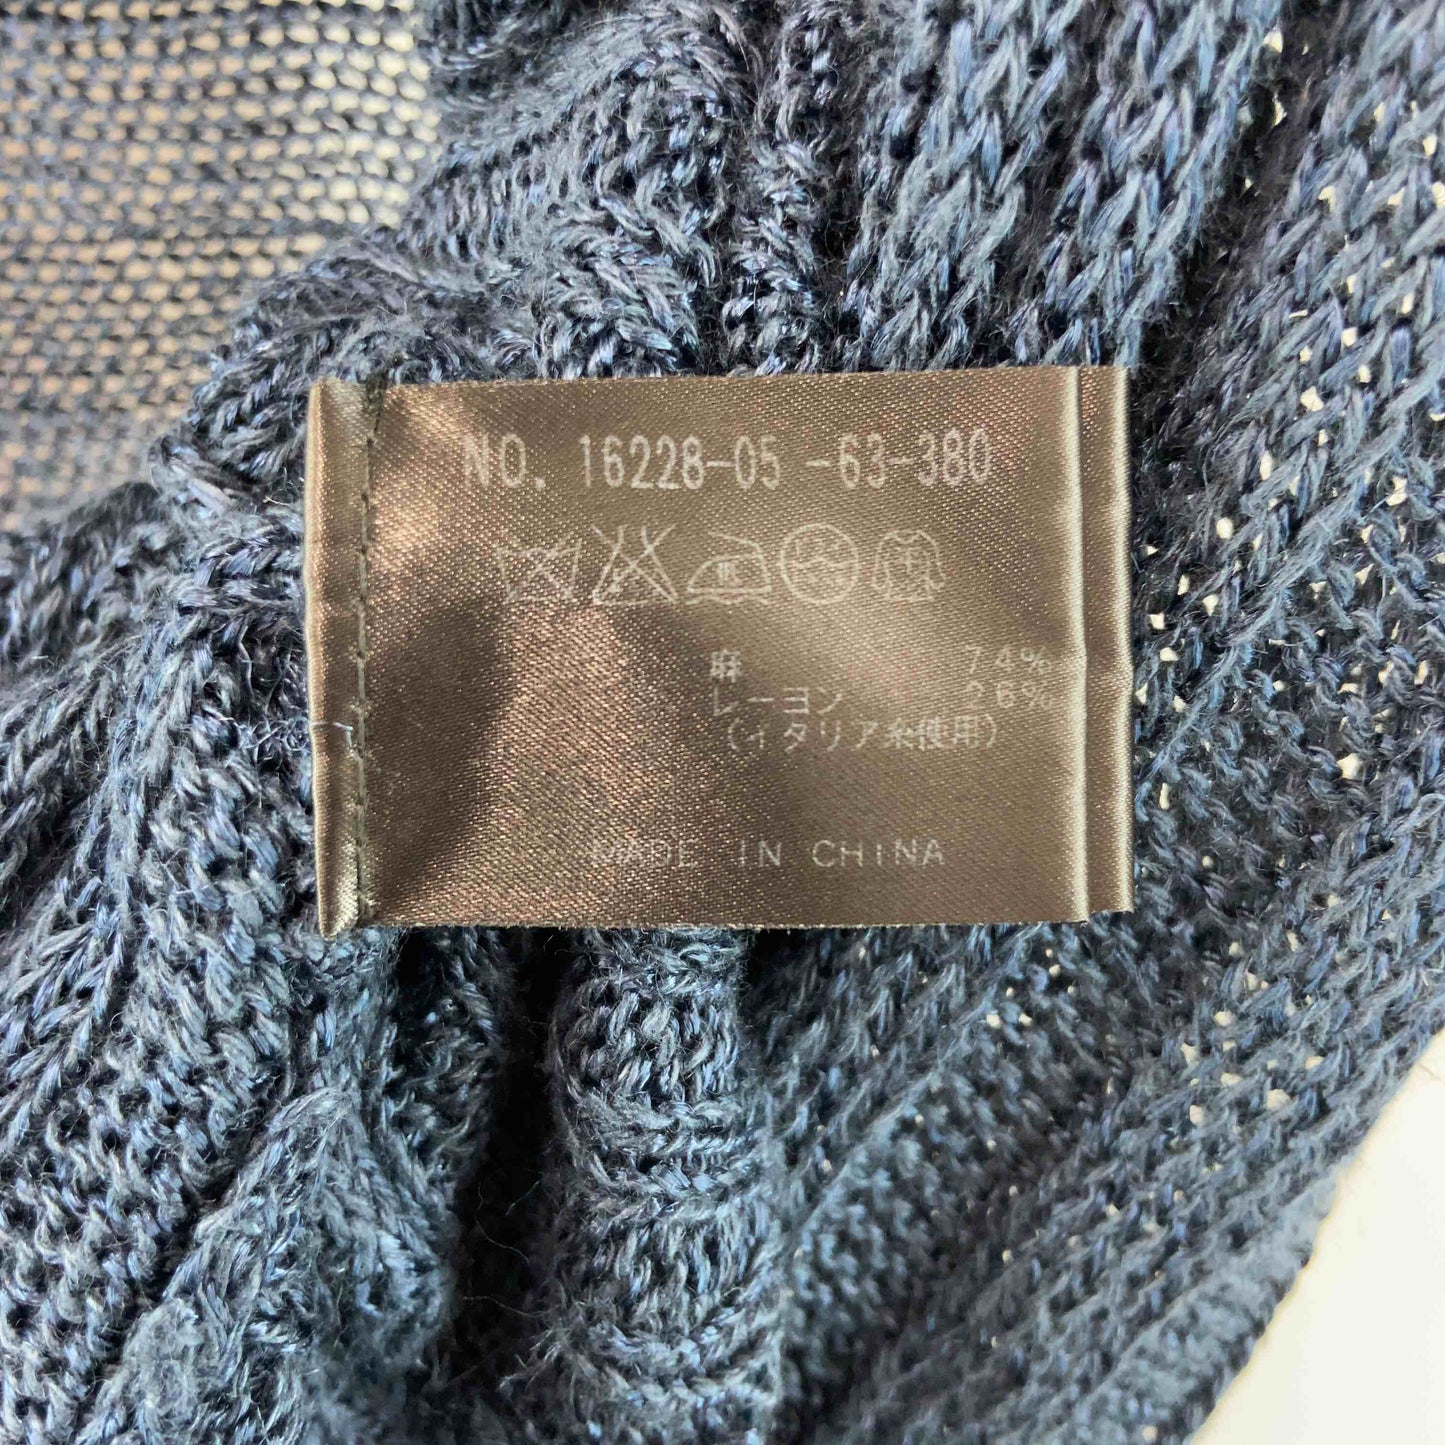 NO. 16228-05 -63-380
麻 74%
レーヨン 26%
(イタリア糸使用)
MADE IN CHINA